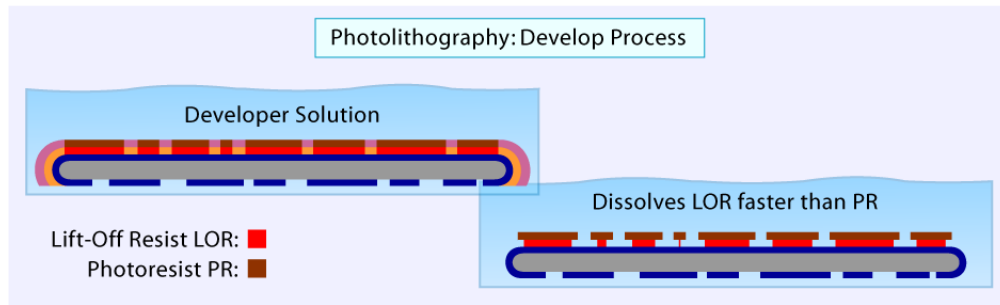 Photolithography: Develop Process
Developer Solution
Dissolves LOR faster than PR
Lift-Off Resist LOR:
Photoresist PR: